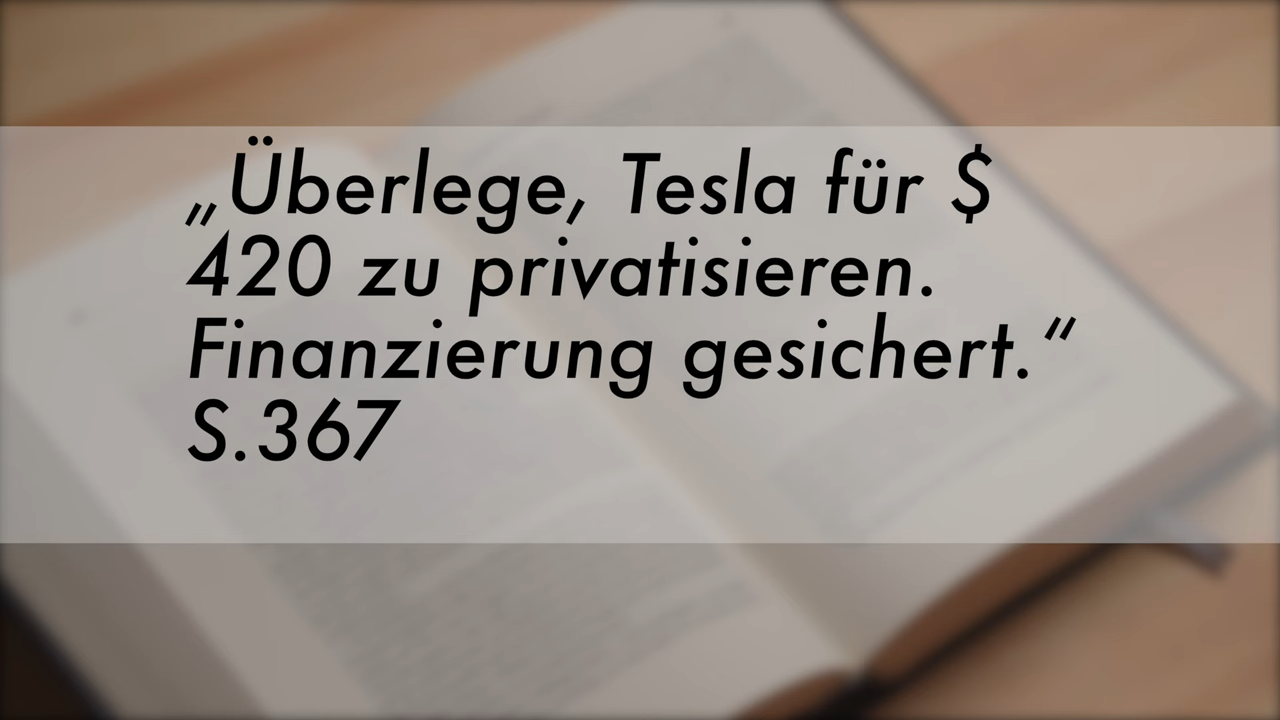 „Überlege, Tesla für $
420 zu privatisieren.
Finanzierung gesichert.“
S.367